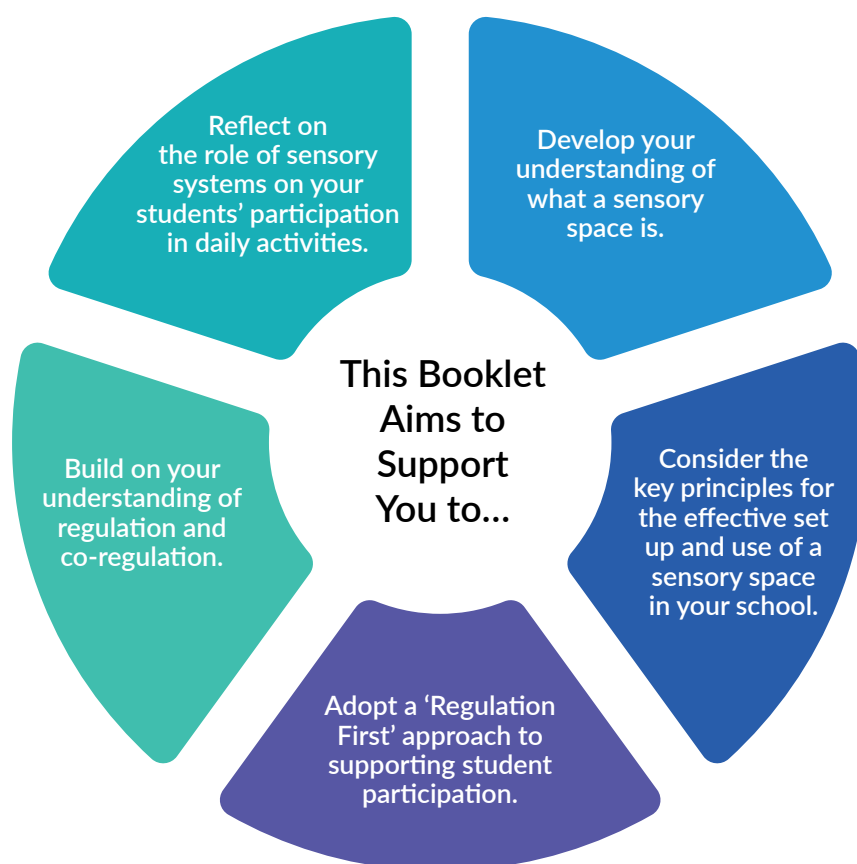 This Booklet
Aims to
Support
You to...
Develop your
understanding of
what a sensory
space is.
Consider the
key principles for
the effective set
up and use of a
sensory space
in your school.
Adopt a ‘Regulation
First’ approach to
supporting student
participation.
Build on your
understanding of
regulation and
co-regulation.
Reflect on
the role of sensory
systems on your
students’ participation
in daily activities.